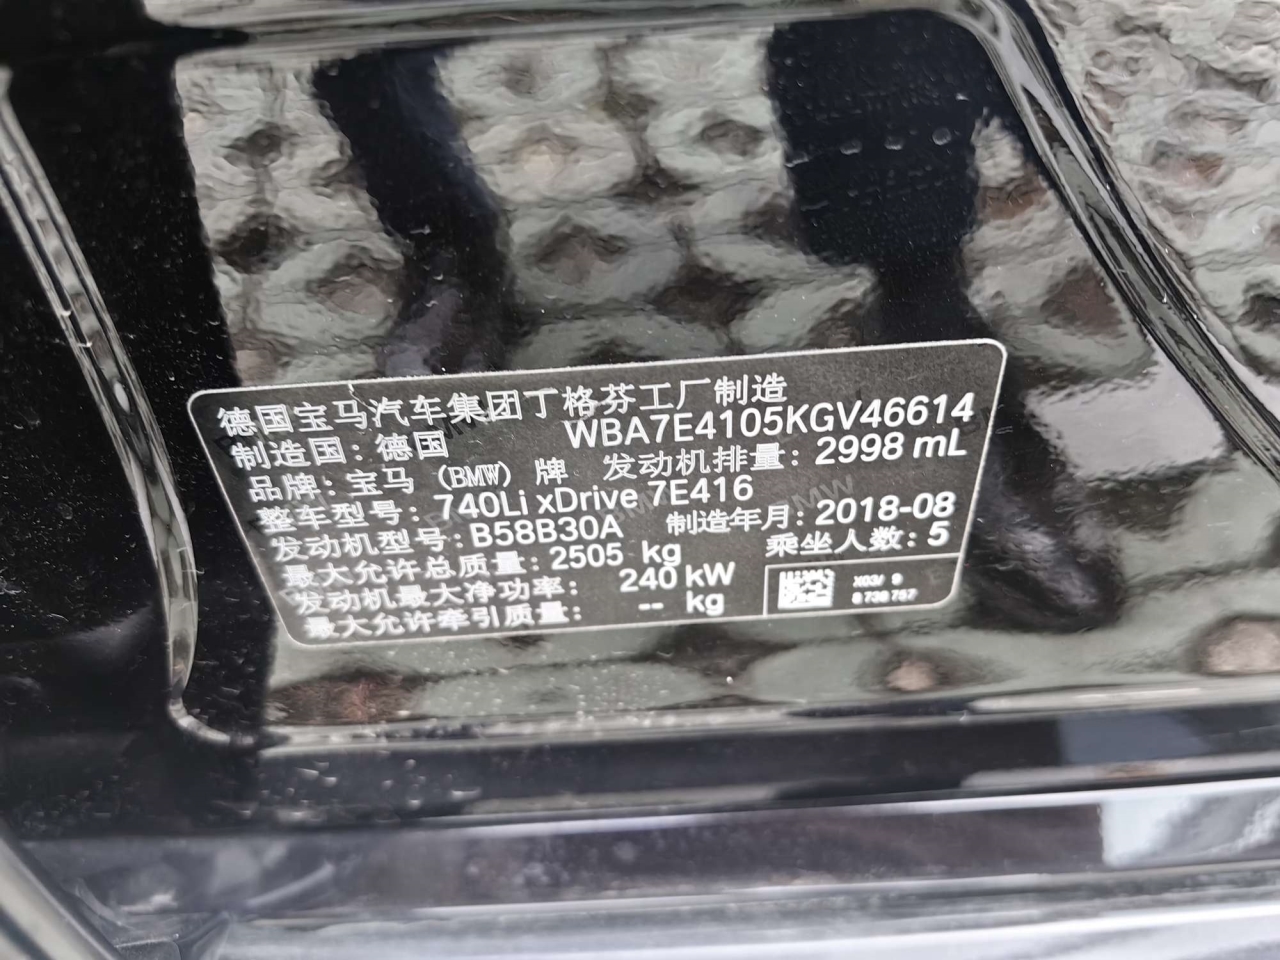 德国宝马汽车集团丁格芬工厂制造
制造国：德国 WBA7E4105KGV46614
品牌：宝马（BMW）牌 发动机排量：2998 mL
整车型号：740Li xDrive 7E416
发动机型号：B58B30A 制造年月：2018-08
最大允许总质量：2505 kg 乘坐人数：5
发动机最大净功率： 240 kW
最大允许牵引质量： -- kg